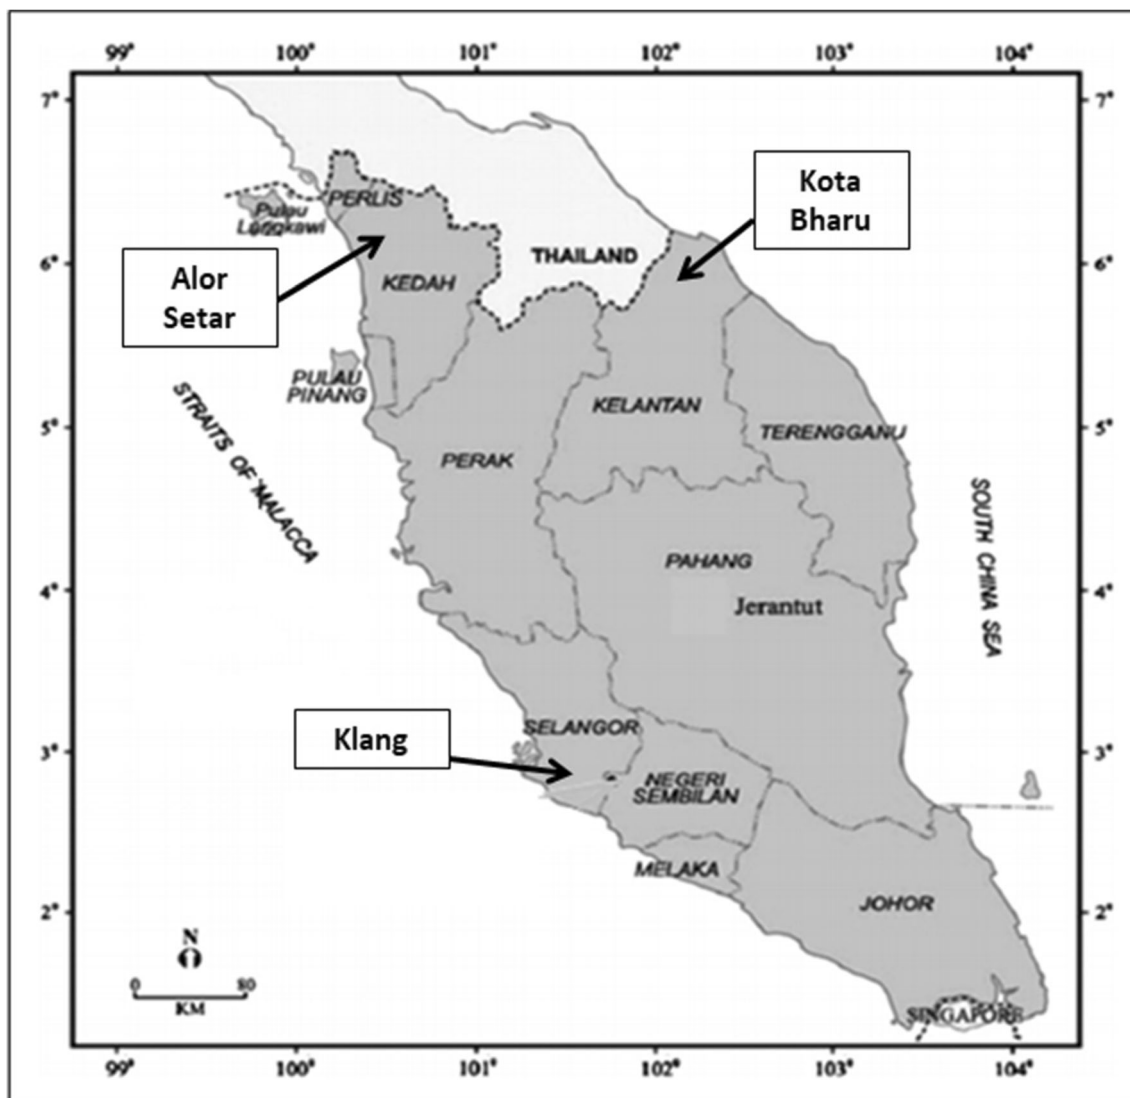 99° 100° 101° 102° 103° 104°
7° 7°
Kota
Bharu
PERLIS
Pulau
Langkawi
THAILAND
6° 6°
Alor
Setar
KEDAH
PULAU
PINANG
KELANTAN
5° 5°
TERENGGANU
PERAK
STRAITS OF MALACCA
SOUTH CHINA SEA
PAHANG
4° 4°
Jerantut
SELANGOR
Klang
3° 3°
NEGERI
SEMBILAN
MELAKA
JOHOR
2° 2°
N
0 80
KM
SINGAPORE
99° 100° 101° 102° 103° 104°